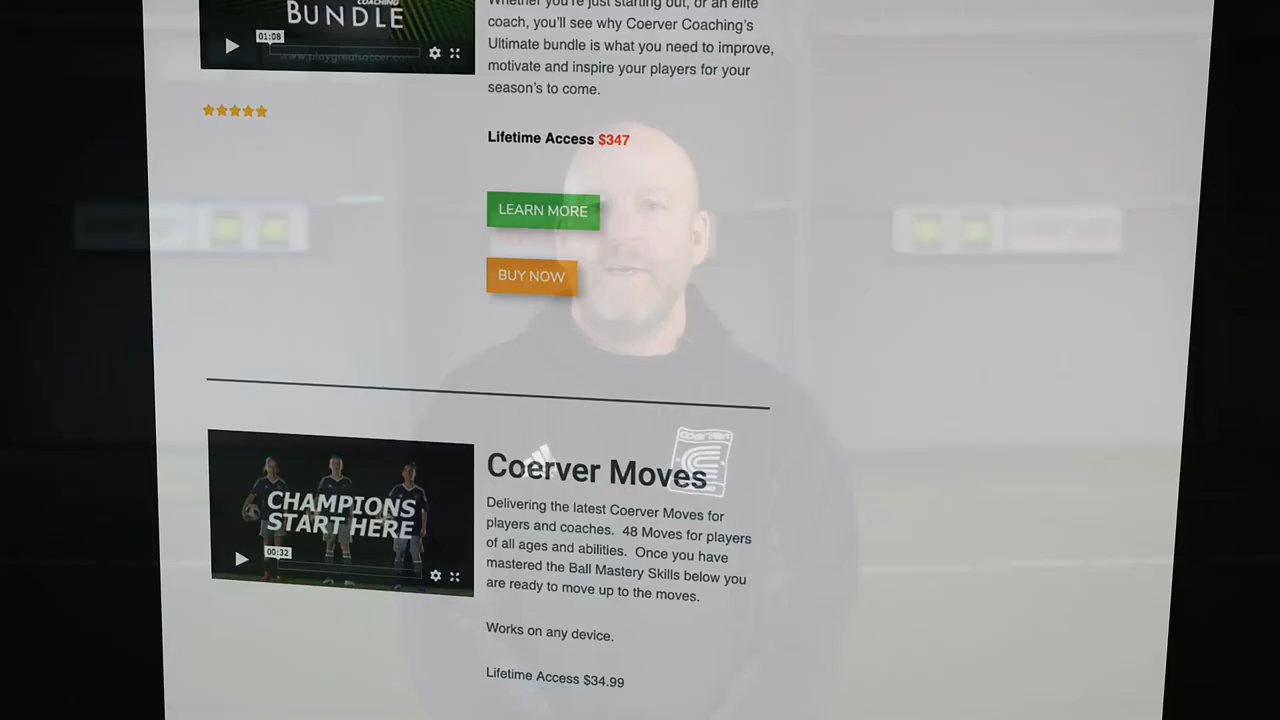 COACHING
BUNDLE
01:08
www.playgreatsoccer.com
Whether you're just starting out, or an elite
coach, you'll see why Coerver Coaching's
Ultimate bundle is what you need to improve,
motivate and inspire your players for your
season's to come.
Lifetime Access $347
LEARN MORE
BUY NOW
CHAMPIONS
START HERE
00:32
coerver
Coerver Moves
Delivering the latest Coerver Moves for
players and coaches. 48 Moves for players
of all ages and abilities. Once you have
mastered the Ball Mastery Skills below you
are ready to move up to the moves.
Works on any device.
Lifetime Access $34.99